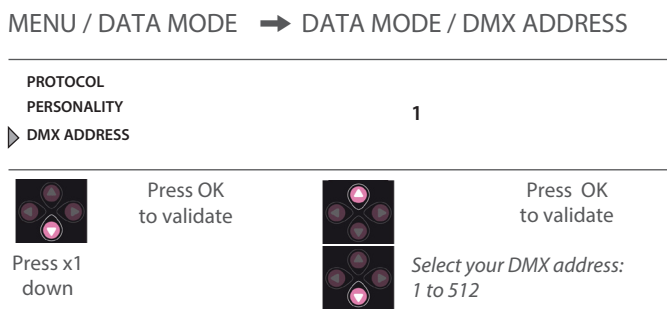 MENU / DATA MODE ➞ DATA MODE / DMX ADDRESS
PROTOCOL
PERSONALITY
DMX ADDRESS
1
Press OK
to validate
Press x1
down
Press OK
to validate
Select your DMX address:
1 to 512